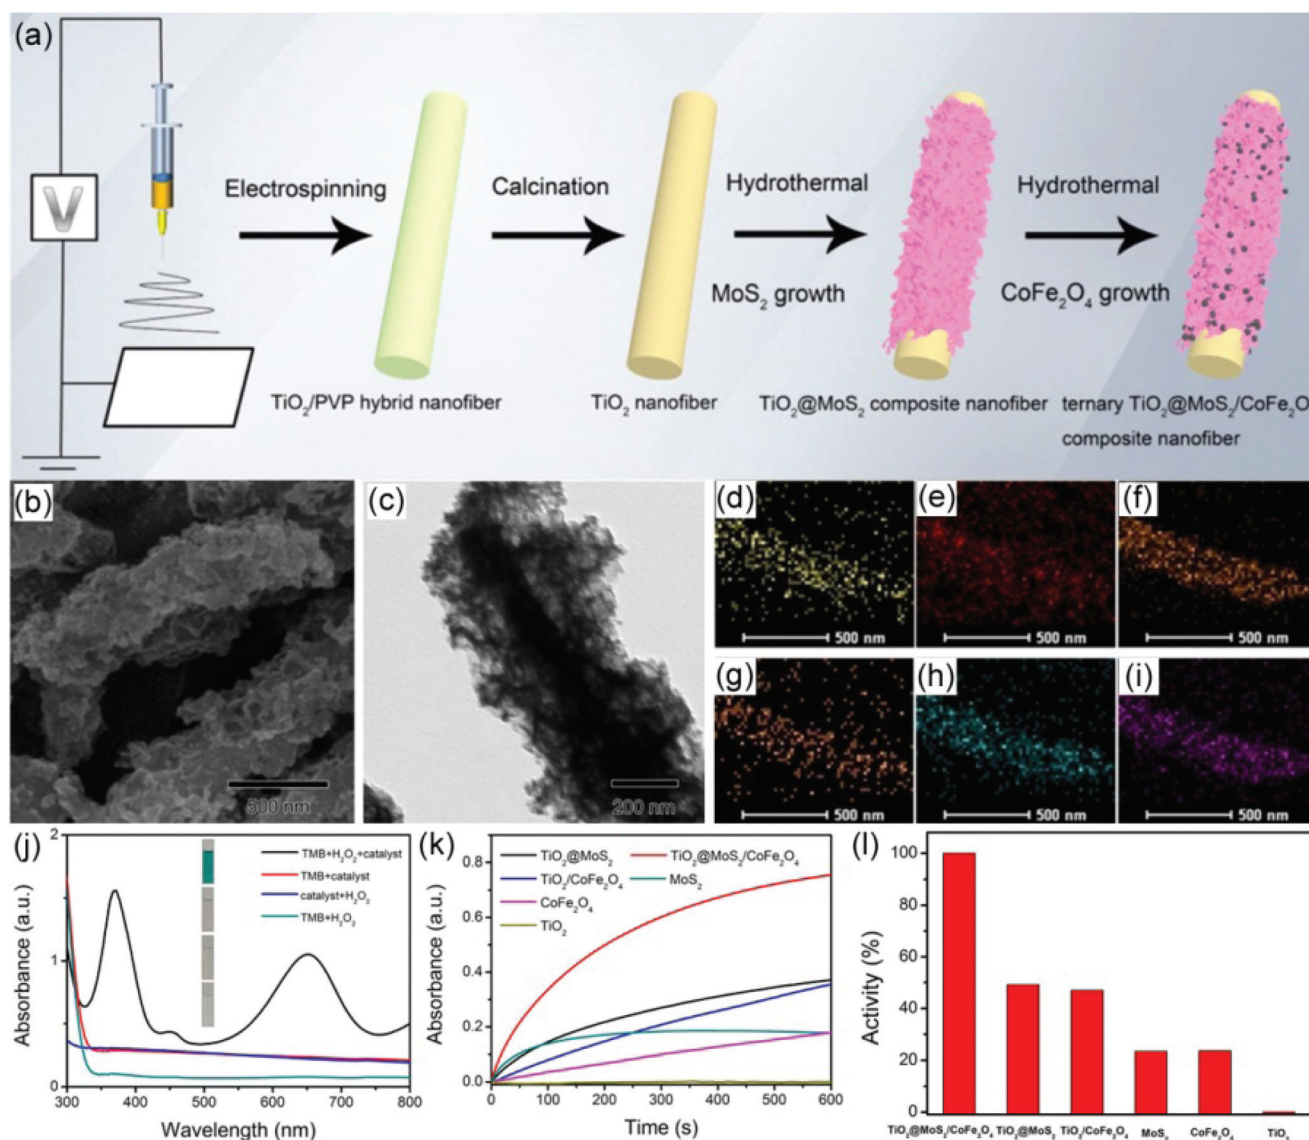 (a)
V
Electrospinning
Calcination
Hydrothermal
MoS₂ growth
Hydrothermal
CoFe₂O₄ growth
TiO₂/PVP hybrid nanofiber
TiO₂ nanofiber
TiO₂@MoS₂ composite nanofiber
ternary TiO₂@MoS₂/CoFe₂O
composite nanofiber
(b)
500 nm
(c)
200 nm
(d)
500 nm
(e)
500 nm
(f)
500 nm
(g)
500 nm
(h)
500 nm
(i)
500 nm
(j)
Absorbance (a.u.)
2
1
0
TMB+H₂O₂+catalyst
TMB+catalyst
catalyst+H₂O₂
TMB+H₂O₂
300 400 500 600 700 800
Wavelength (nm)
(k)
Absorbance (a.u.)
0.8
0.6
0.4
0.2
0.0
TiO₂@MoS₂
TiO₂@MoS₂/CoFe₂O₄
TiO₂/CoFe₂O₄
MoS₂
CoFe₂O₄
TiO₂
0 100 200 300 400 500 600
Time (s)
(l)
Activity (%)
100
80
60
40
20
0
TiO₂@MoS₂/CoFe₂O₄ TiO₂@MoS₂ TiO₂/CoFe₂O₄ MoS₂ CoFe₂O₄ TiO₂